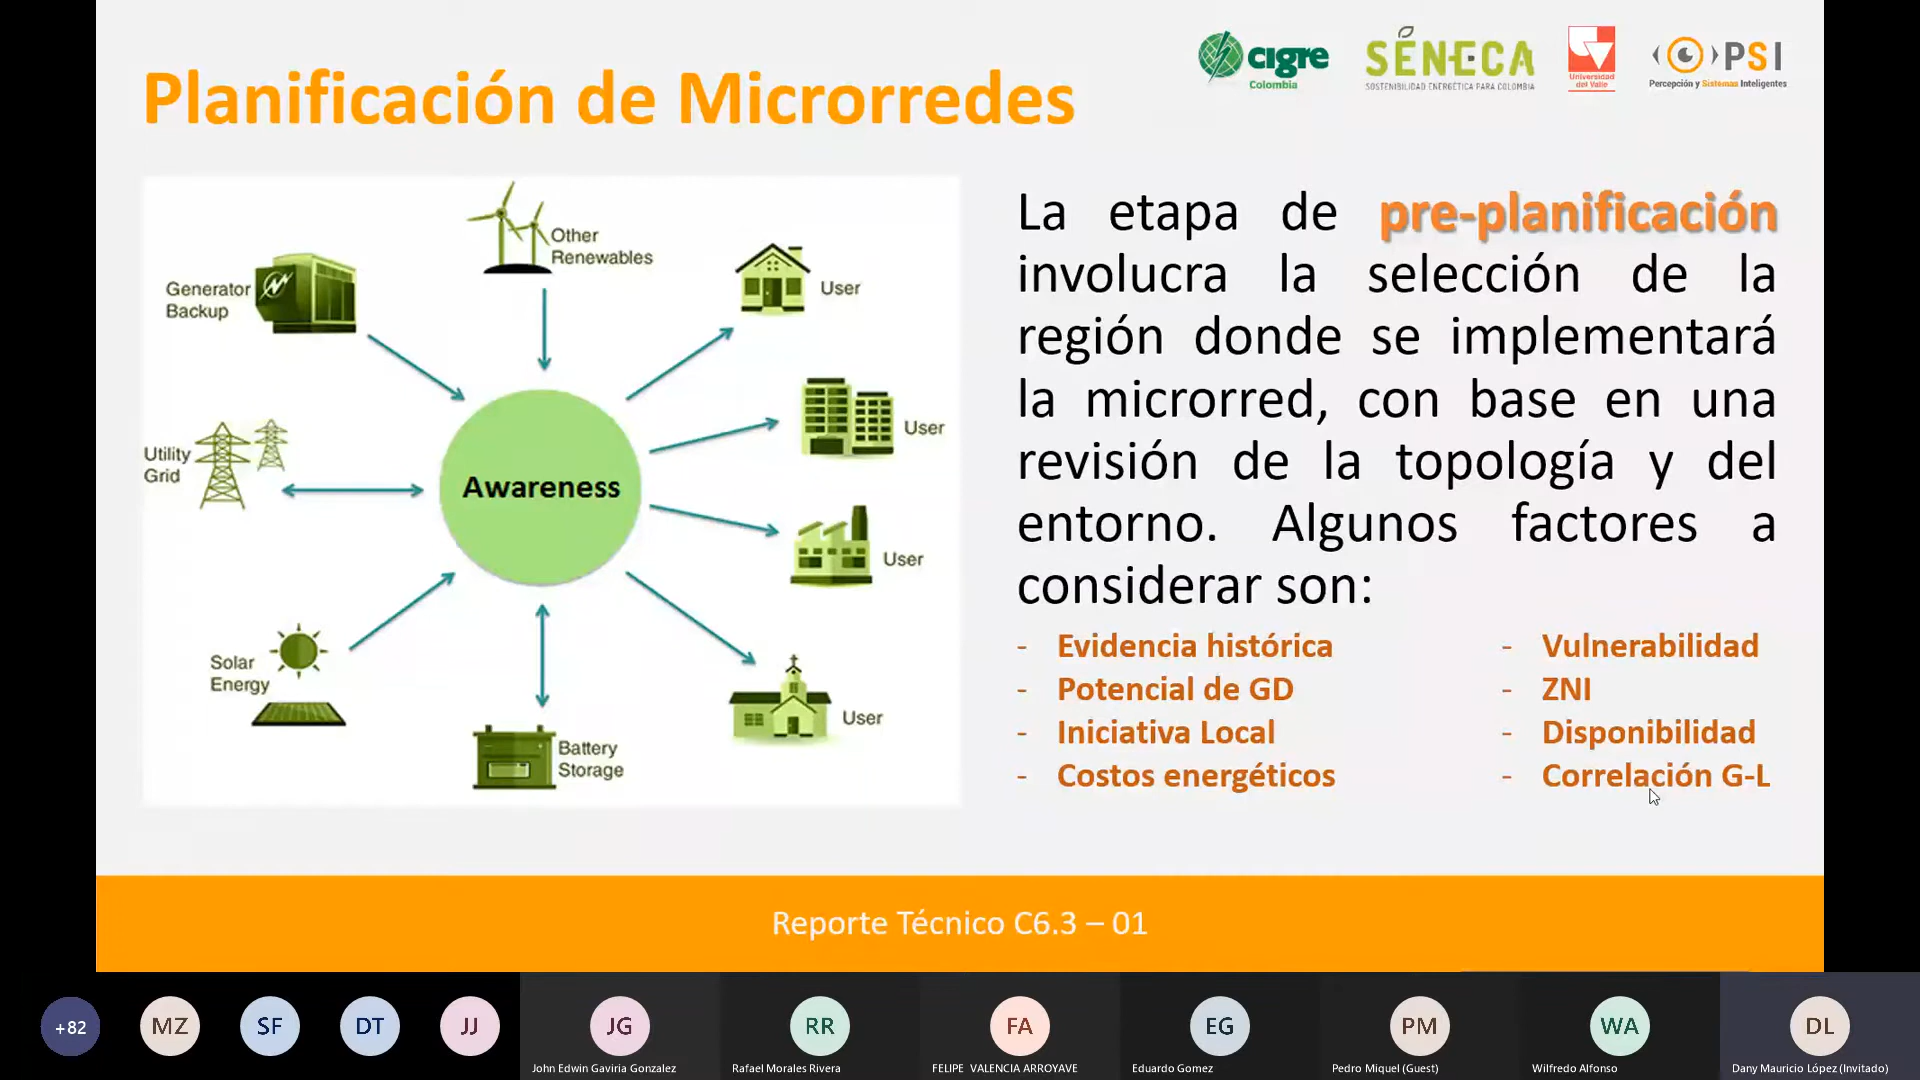 Planificación de Microrredes
cigre
Colombia
SÉNECA
SOSTENIBILIDAD ENERGÉTICA PARA COLOMBIA
Universidad
del Valle
PSI
Percepción y Sistemas Inteligentes
Other
Renewables
Generator
Backup
User
User
Utility
Grid
Awareness
User
Solar
Energy
User
Battery
Storage
La etapa de pre-planificación
involucra la selección de la
región donde se implementará
la microrred, con base en una
revisión de la topología y del
entorno. Algunos factores a
considerar son:
- Evidencia histórica
- Potencial de GD
- Iniciativa Local
- Costos energéticos
- Vulnerabilidad
- ZNI
- Disponibilidad
- Correlación G-L
Reporte Técnico C6.3 – 01
+82
MZ
SF
DT
JJ
JG
John Edwin Gaviria Gonzalez
RR
Rafael Morales Rivera
FA
FELIPE VALENCIA ARROYAVE
EG
Eduardo Gomez
PM
Pedro Miquel (Guest)
WA
Wilfredo Alfonso
DL
Dany Mauricio López (Invitado)